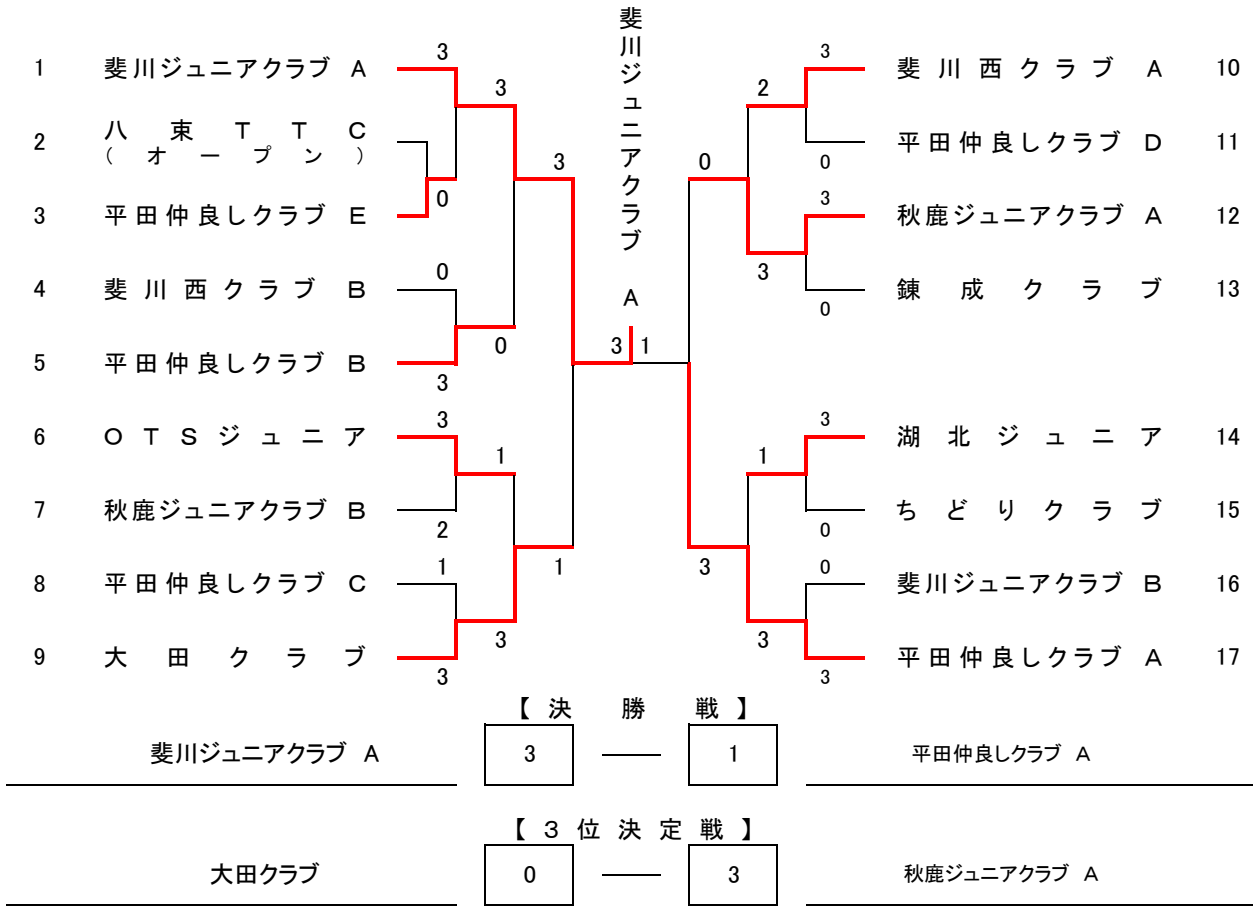 斐川ジュニアクラブ A
1 斐川ジュニアクラブ A 3
3
2 八東TTC
(オープン)
3
3 平田仲良しクラブ E 0
4 斐川西クラブ B 0
0
5 平田仲良しクラブ B 3
3 1
6 OTSジュニア 3
1
7 秋鹿ジュニアクラブ B 2
1
8 平田仲良しクラブ C 1
3
9 大田クラブ 3
3 斐川西クラブ A 10
2
0 平田仲良しクラブ D 11
0
3 秋鹿ジュニアクラブ A 12
3
0 錬成クラブ 13
3 湖北ジュニア 14
1
0 ちどりクラブ 15
3
0 斐川ジュニアクラブ B 16
3
3 平田仲良しクラブ A 17
【決勝戦】
斐川ジュニアクラブ A 3 — 1 平田仲良しクラブ A
【3位決定戦】
大田クラブ 0 — 3 秋鹿ジュニアクラブ A